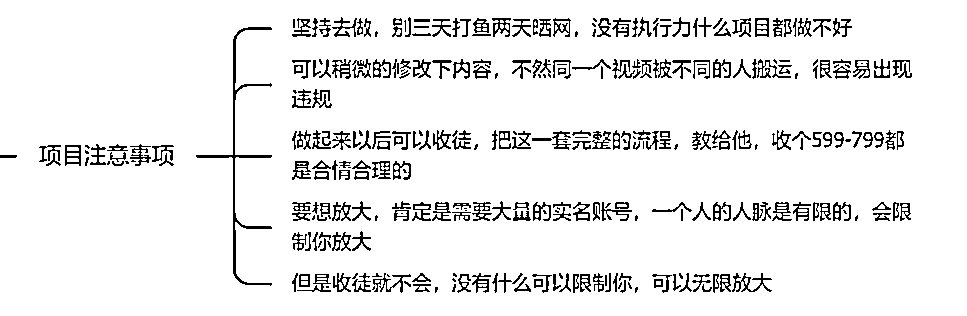 坚持去做，别三天打鱼两天晒网，没有执行力什么项目都做不好
可以稍微的修改下内容，不然同一个视频被不同的人搬运，很容易出现
违规
项目注意事项
做起来以后可以收徒，把这一套完整的流程，教给他，收个599-799都
是合情合理的
要想放大，肯定是需要大量的实名账号，一个人的人脉是有限的，会限
制你放大
但是收徒就不会，没有什么可以限制你，可以无限放大